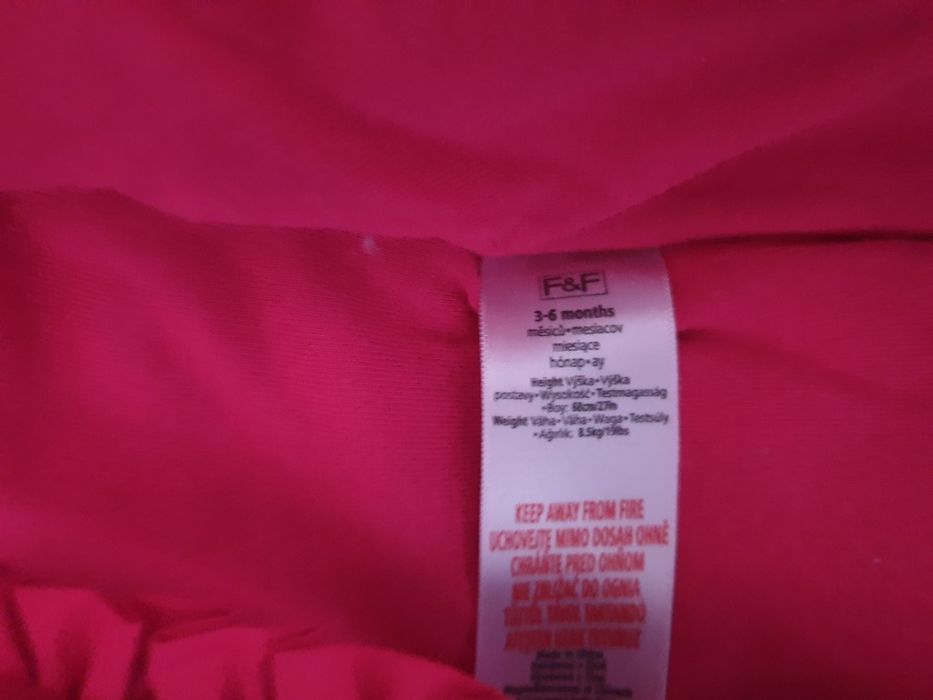 F&F
3-6 months
měsíců•mesiacov
miesiące
hónap•ay
Height Výška•Výška
postavy•Wysokość•Testmagasság
•Boy: 68cm/27in
Weight Váha•Váha•Waga•Testsúly
•Ağırlık: 8.5kg/19lbs
KEEP AWAY FROM FIRE
UCHOVEJTE MIMO DOSAH OHNĚ
CHRÁŇTE PRED OHŇOM
NIE ZBLIŻAĆ DO OGNIA
Made in China